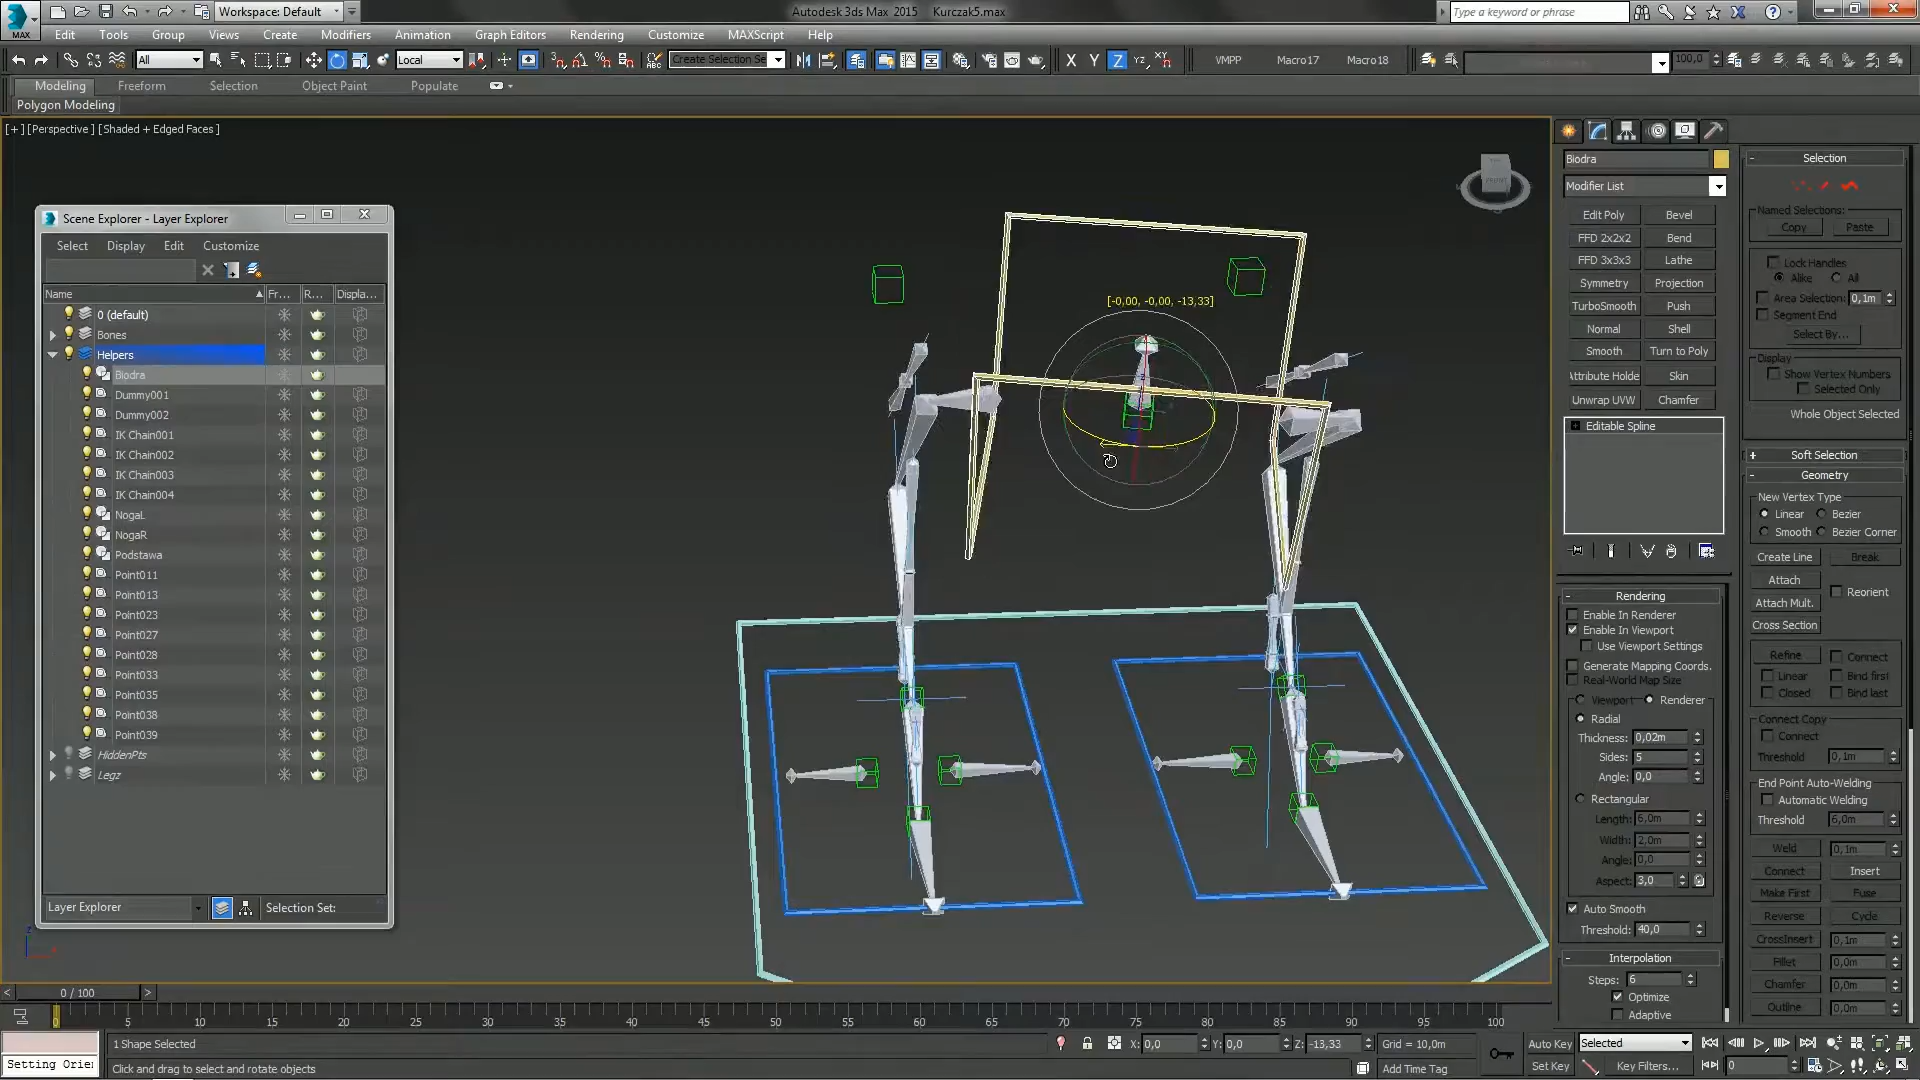 Workspace: Default
Autodesk 3ds Max 2015    Kurczak5.max
Type a keyword or phrase
MAX
Edit Tools Group Views Create Modifiers Animation Graph Editors Rendering Customize MAXScript Help
All
Local
Create Selection Se
X Y Z YZ XY
VMPP Macro17 Macro18
100,0
Modeling Freeform Selection Object Paint Populate
Polygon Modeling
[+] [Perspective ] [Shaded + Edged Faces ]
[-0,00, -0,00, -13,33]
FRONT
Scene Explorer - Layer Explorer
Select Display Edit Customize
Name Fr... R... Displa...
0 (default)
Bones
Helpers
Biodra
Dummy001
Dummy002
IK Chain001
IK Chain002
IK Chain003
IK Chain004
NogaL
NogaR
Podstawa
Point011
Point013
Point023
Point027
Point028
Point033
Point035
Point038
Point039
HiddenPts
Legz
Layer Explorer
Selection Set:
Biodra
Modifier List
Edit Poly Bevel
FFD 2x2x2 Bend
FFD 3x3x3 Lathe
Symmetry Projection
TurboSmooth Push
Normal Shell
Smooth Turn to Poly
Attribute Holde Skin
Unwrap UVW Chamfer
Editable Spline
Rendering
Enable In Renderer
Enable In Viewport
Use Viewport Settings
Generate Mapping Coords.
Real-World Map Size
Viewport Renderer
Radial
Thickness: 0,02m
Sides: 5
Angle: 0,0
Rectangular
Length: 6,0m
Width: 2,0m
Angle: 0,0
Aspect: 3,0
Auto Smooth
Threshold: 40,0
Interpolation
Steps: 6
Optimize
Adaptive
Selection
Named Selections:
Copy Paste
Lock Handles
Alike All
Area Selection: 0,1m
Segment End
Select By...
Display
Show Vertex Numbers
Selected Only
Whole Object Selected
Soft Selection
Geometry
New Vertex Type
Linear Bezier
Smooth Bezier Corner
Create Line Break
Attach
Reorient
Attach Mult.
Cross Section
Refine Connect
Linear Bind first
Closed Bind last
Connect Copy
Connect
Threshold 0,1m
End Point Auto-Welding
Automatic Welding
Threshold 6,0m
Weld 0,1m
Connect Insert
Make First Fuse
Reverse Cycle
CrossInsert 0,1m
Fillet 0,0m
Chamfer 0,0m
Outline 0,0m
z
< 0 / 100 >
0 5 10 15 20 25 30 35 40 45 50 55 60 65 70 75 80 85 90 95 100
1 Shape Selected
X: 0,0 Y: 0,0 Z: -13,33 Grid = 10,0m
Auto Key Selected
Setting Orie
Click and drag to select and rotate objects
Add Time Tag
Set Key Key Filters...
0